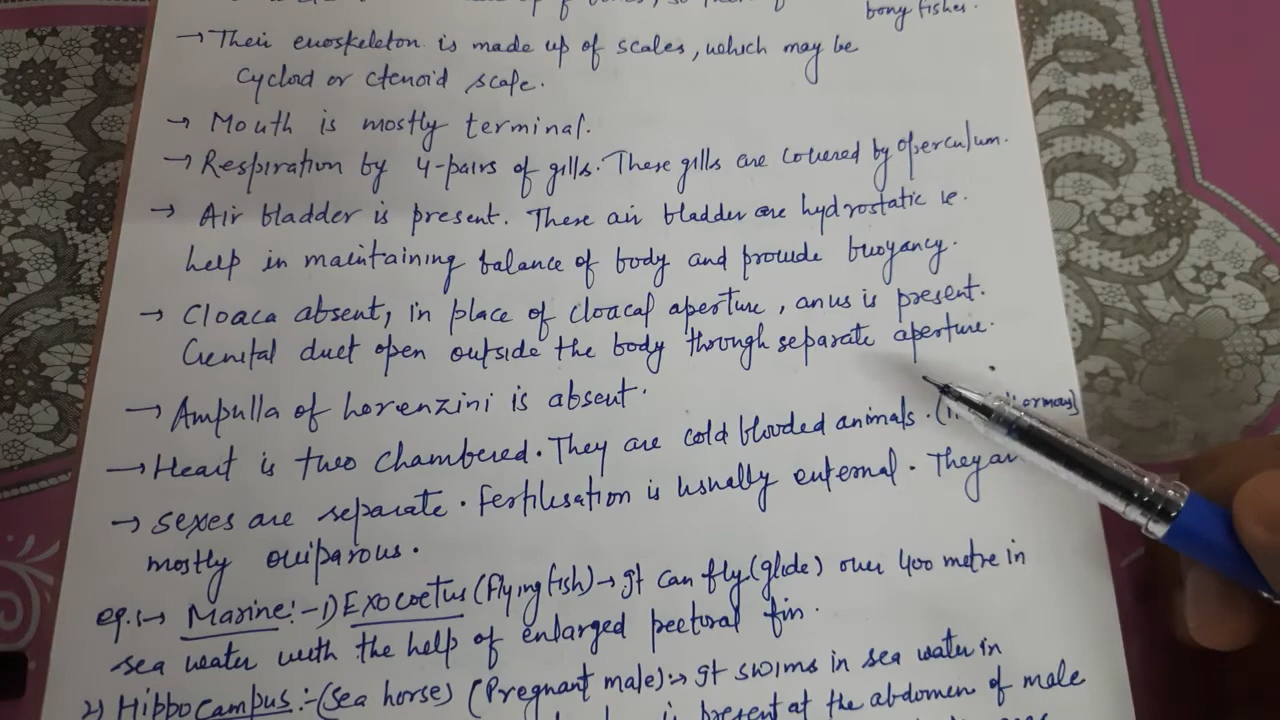 bony fishes.
→ Their exoskeleton is made up of scales, which may be
cycloid or ctenoid scale.
→ Mouth is mostly terminal.
→ Respiration by 4-pairs of gills. These gills are covered by operculum.
→ Air bladder is present. These air bladder are hydrostatic ie.
help in maintaining balance of body and provide buoyancy.
→ Cloaca absent, in place of cloacal aperture, anus is present.
Genital duct open outside the body through separate aperture.
→ Ampulla of Lorenzini is absent.
→ Heart is two chambered. They are cold blooded animals.
→ Sexes are separate. Fertilisation is usually external. They are
mostly oviparous.
eg:→ Marine:- 1) Exocoetus (Flying fish) → It can fly (glide) over 400 metre in
sea water with the help of enlarged pectoral fin.
2) Hippocampus:- (Sea horse) (Pregnant male):→ It swims in sea water in
is present at the abdomen of male